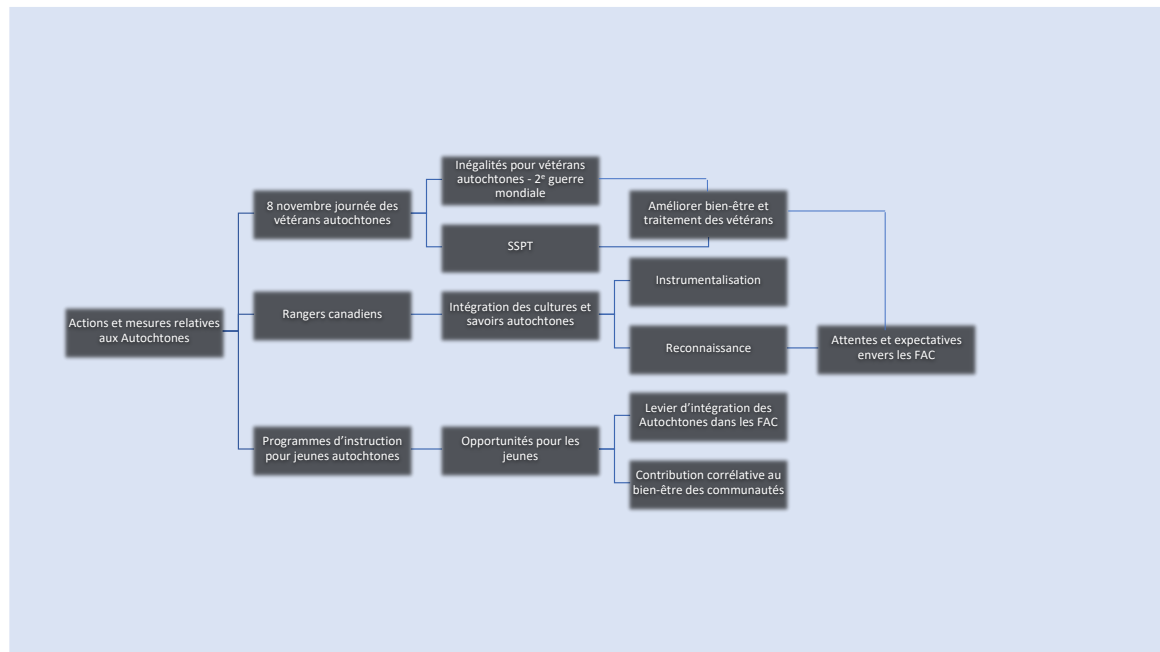 Actions et mesures relatives
aux Autochtones
8 novembre journée des
vétérans autochtones
Inégalités pour vétérans
autochtones - 2e guerre
mondiale
SSPT
Améliorer bien-être et
traitement des vétérans
Rangers canadiens
Intégration des cultures et
savoirs autochtones
Instrumentalisation
Reconnaissance
Attentes et expectatives
envers les FAC
Programmes d’instruction
pour jeunes autochtones
Opportunités pour les
jeunes
Levier d’intégration des
Autochtones dans les FAC
Contribution corrélative au
bien-être des communautés